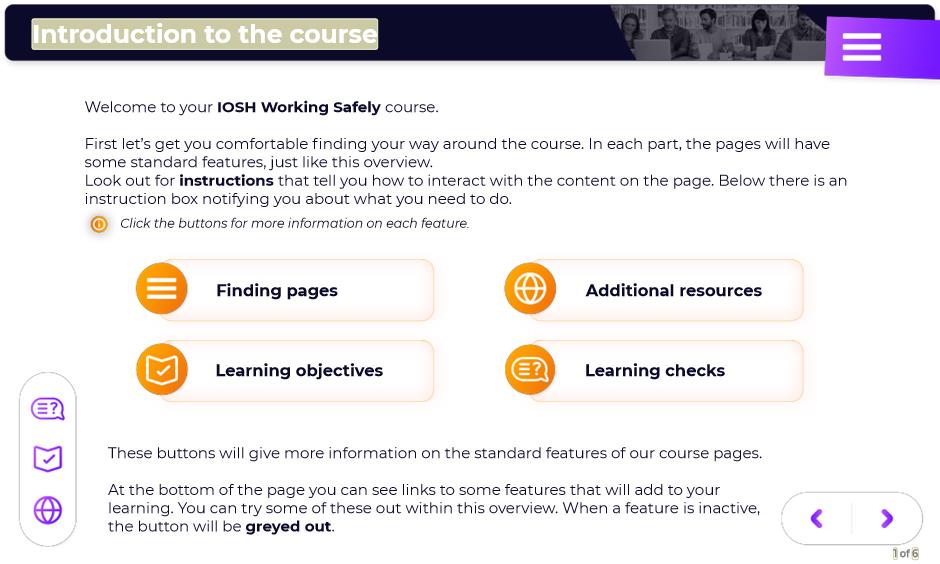 Introduction to the course
Welcome to your IOSH Working Safely course.
First let's get you comfortable finding your way around the course. In each part, the pages will have
some standard features, just like this overview.
Look out for instructions that tell you how to interact with the content on the page. Below there is an
instruction box notifying you about what you need to do.
Click the buttons for more information on each feature.
Finding pages
Additional resources
Learning objectives
Learning checks
These buttons will give more information on the standard features of our course pages.
At the bottom of the page you can see links to some features that will add to your
learning. You can try some of these out within this overview. When a feature is inactive,
the button will be greyed out.
1 of 6